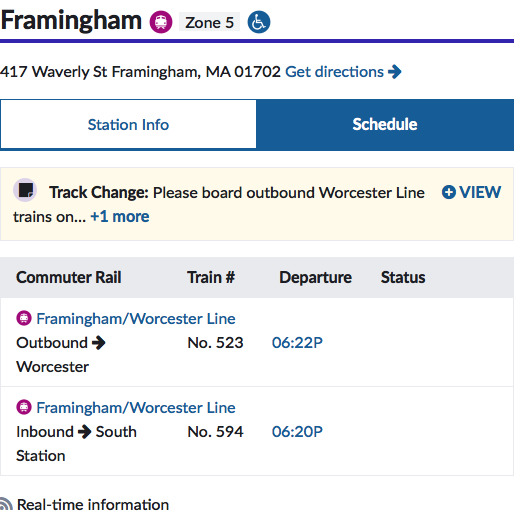 Framingham Zone 5
417 Waverly St Framingham, MA 01702 Get directions
Station Info Schedule
Track Change: Please board outbound Worcester Line VIEW
trains on... +1 more
Commuter Rail Train # Departure Status
Framingham/Worcester Line
Outbound → No. 523 06:22P
Worcester
Framingham/Worcester Line
Inbound → South No. 594 06:20P
Station
Real-time information